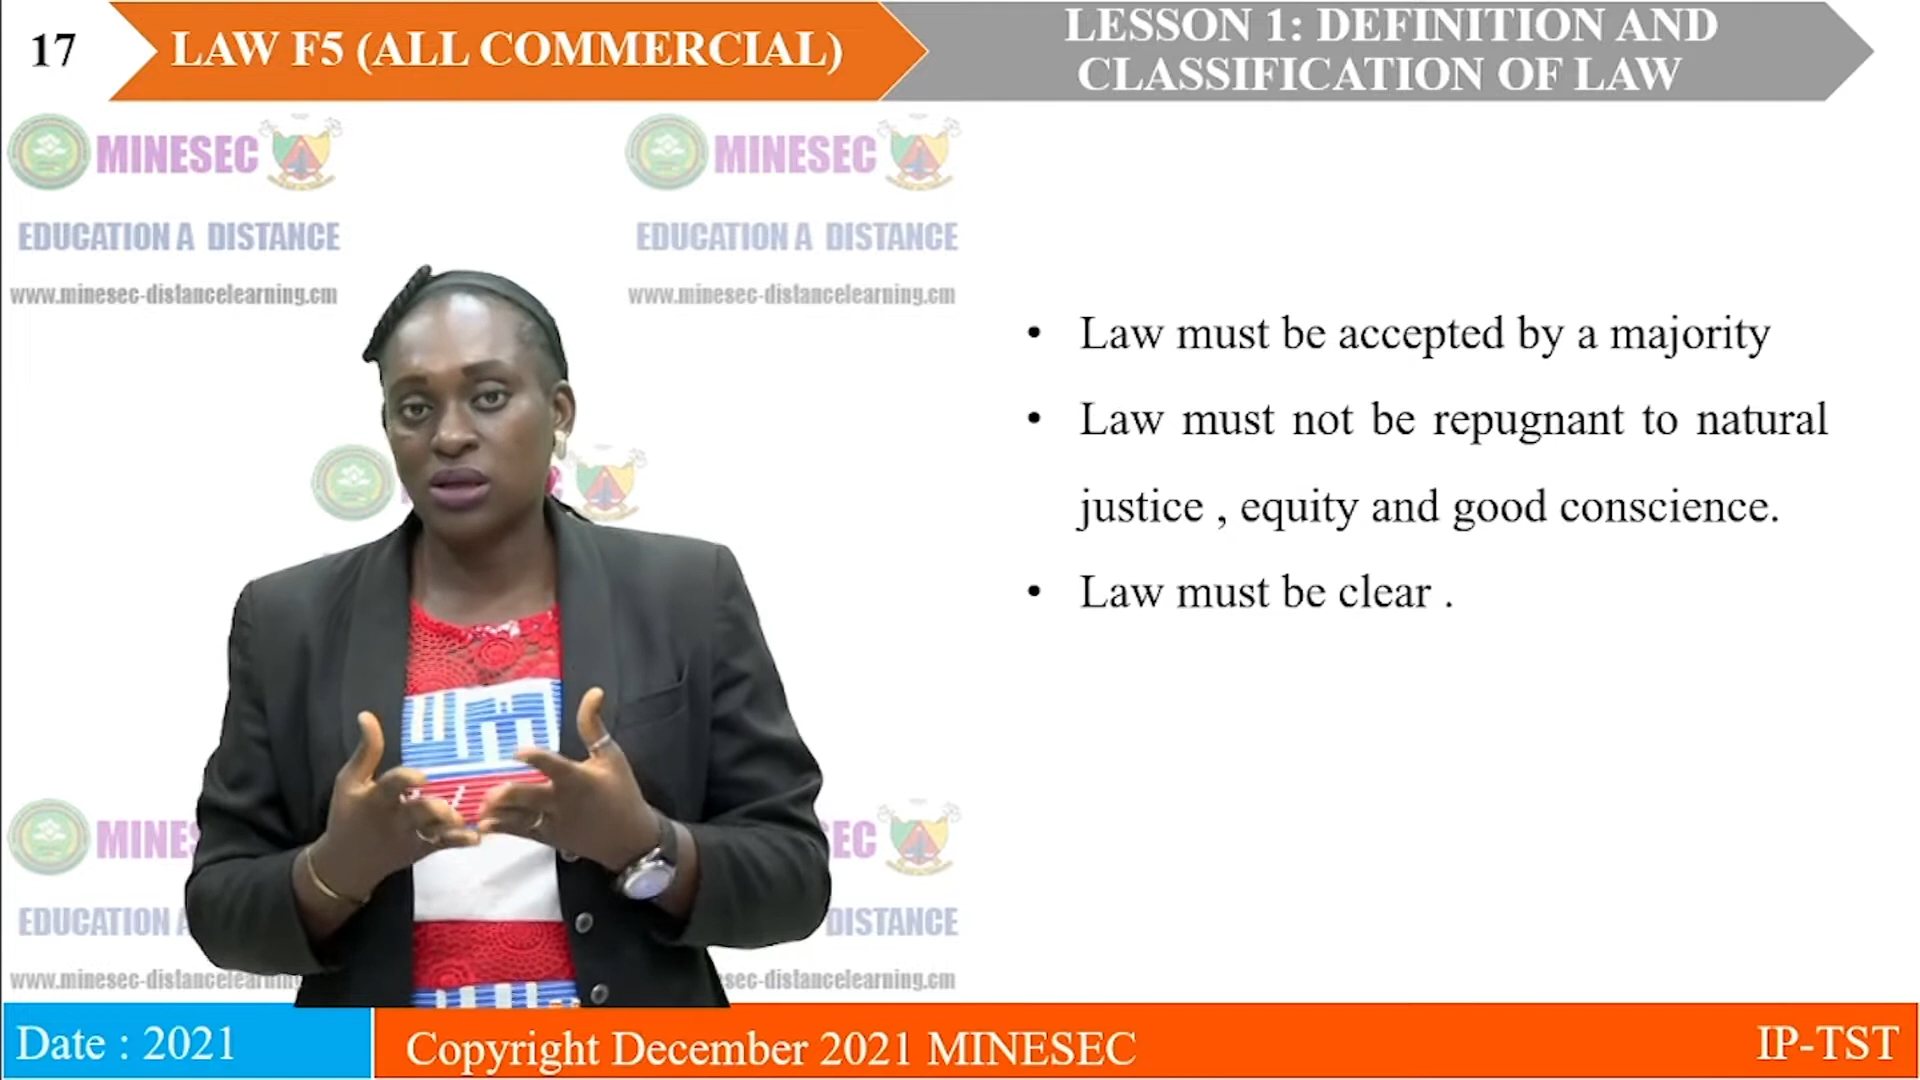 17
LAW F5 (ALL COMMERCIAL)
LESSON 1: DEFINITION AND
CLASSIFICATION OF LAW
MINESEC
MINESEC
EDUCATION A DISTANCE
EDUCATION A DISTANCE
www.minesec-distancelearning.cm
www.minesec-distancelearning.cm
• Law must be accepted by a majority
• Law must not be repugnant to natural
justice , equity and good conscience.
• Law must be clear .
MINES
EC
EDUCATION A
DISTANCE
www.minesec-distancelearning
sec-distancelearning.cm
Date : 2021
Copyright December 2021 MINESEC
IP-TST